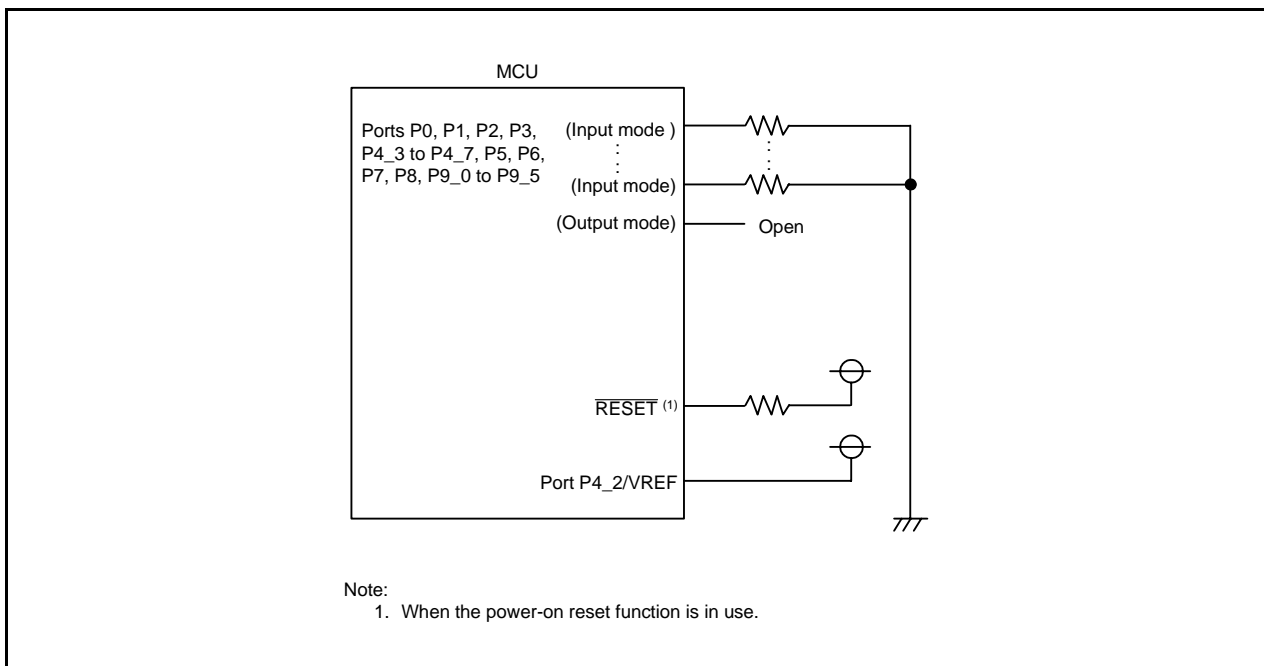 MCU
Ports P0, P1, P2, P3,
P4_3 to P4_7, P5, P6,
P7, P8, P9_0 to P9_5
(Input mode )
(Input mode)
(Output mode)
Open
RESET (1)
Port P4_2/VREF
Note:
1. When the power-on reset function is in use.